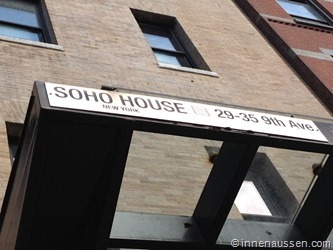 .SOHO HOUSE 29-35 9th Ave.
NEW YORK
© innenaussen.com